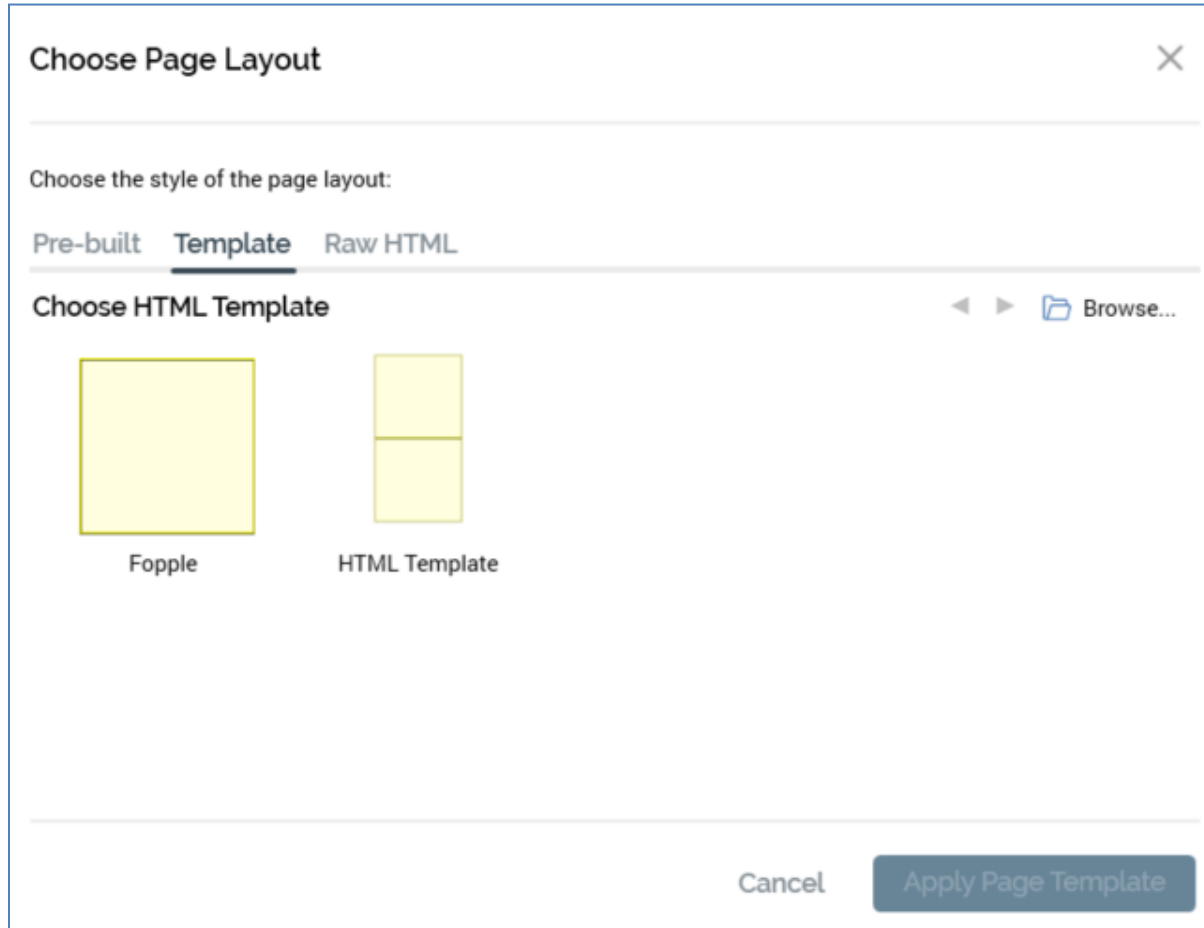 Choose Page Layout
Choose the style of the page layout:
Pre-built Template Raw HTML
Choose HTML Template Browse...
Fopple HTML Template
Cancel Apply Page Template